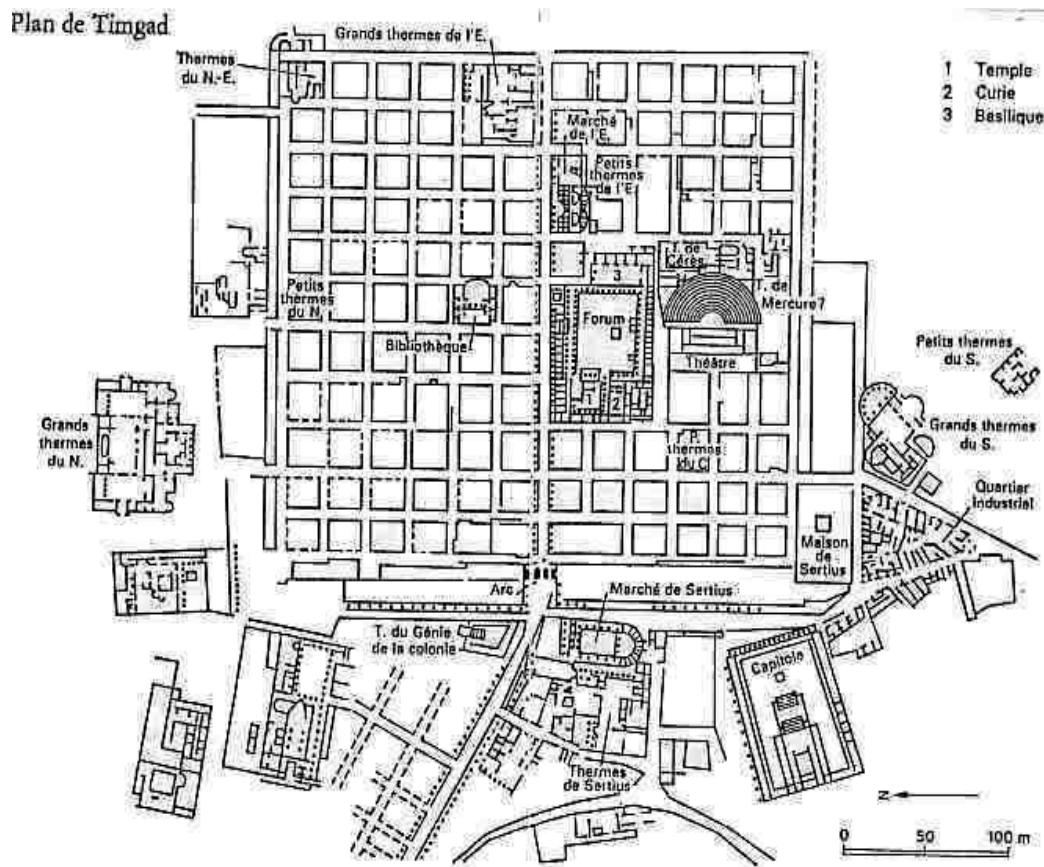 Plan de Timgad
Grands thermes de l'E.
Thermes
du N.-E.
1 Temple
2 Curie
3 Basilique
Marché
de l'E.
Petits
thermes
de l'E.
T. de
Cérès
3
T. de
Mercure?
Petits
thermes
du N.
Forum
Bibliothèque
Théâtre
Petits thermes
du S.
1
2
Grands
thermes
du N.
P.
thermes
du C.
Grands thermes
du S.
Quartier
industrial
Maison
de
Sertius
Arc
Marché de Sertius
T. du Génie
de la colonie
Capitole
Thermes
de Sertius
N
0 50 100 m